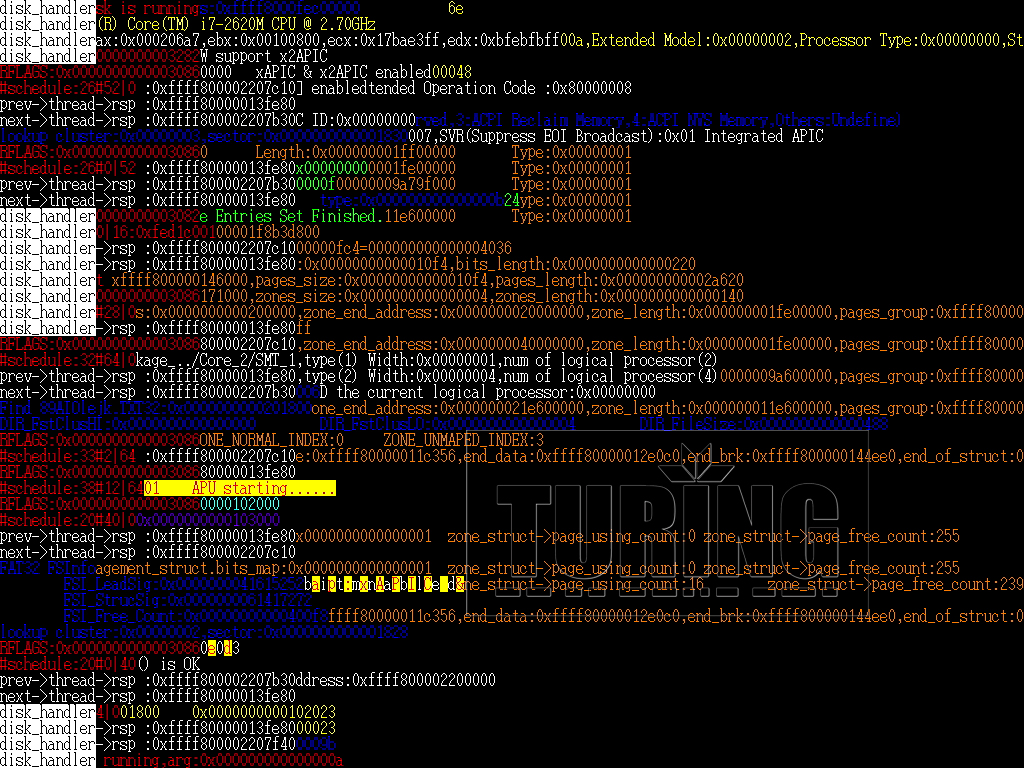 disk_handlersk is runnings:0xffff8000fec00000 6e
disk_handler(R) Core(TM) i7-2620M CPU @ 2.70GHz
disk_handlerax:0x000206a7,ebx:0x00100800,ecx:0x17bae3ff,edx:0xbfebfbff00a,Extended Model:0x00000002,Processor Type:0x00000000,St
disk_handler0000000003282W support x2APIC
RFLAGS:0x00000000000030860000 xAPIC & x2APIC enabled00048
#schedule:26#52|0 :0xffff800002207c10] enabledtended Operation Code :0x80000008
prev->thread->rsp :0xffff80000013fe80
next->thread->rsp :0xffff800002207b30C ID:0x00000000rved,3:ACPI Reclaim Memory,4:ACPI NVS Memory,Others:Undefine)
lookup cluster:0x00000003,sector:0x0000000000001830007,SVR(Suppress EOI Broadcast):0x01 Integrated APIC
RFLAGS:0x00000000000030860 Length:0x000000001ff00000 Type:0x00000001
#schedule:26#0|52 :0xffff80000013fe80x000000000001fe00000 Type:0x00000001
prev->thread->rsp :0xffff800002207b300000f00000009a79f000 Type:0x00000001
next->thread->rsp :0xffff80000013fe80 type:0x000000000000000b24ype:0x00000001
disk_handler0000000003082e Entries Set Finished.11e600000 Type:0x00000001
disk_handler0|16:0xfed1c00100001f8b3d800
disk_handler->rsp :0xffff800002207c1000000fc4=000000000000004036
disk_handler->rsp :0xffff80000013fe80:0x00000000000010f4,bits_length:0x0000000000000220
disk_handlert xffff800000146000,pages_size:0x00000000000010f4,pages_length:0x000000000002a620
disk_handler0000000003086171000,zones_size:0x0000000000000004,zones_length:0x0000000000000140
disk_handler#28|0s:0x0000000000200000,zone_end_address:0x0000000020000000,zone_length:0x000000001fe00000,pages_group:0xffff80000
disk_handler->rsp :0xffff80000013fe80ff
RFLAGS:0x0000000000003086800002207c10,zone_end_address:0x0000000040000000,zone_length:0x000000001fe00000,pages_group:0xffff80000
#schedule:32#64|0kage_../Core_2/SMT_1,type(1) Width:0x00000001,num of logical processor(2)
prev->thread->rsp :0xffff80000013fe80,type(2) Width:0x00000004,num of logical processor(4)0000009a600000,pages_group:0xffff80000
next->thread->rsp :0xffff800002207b30006D the current logical processor:0x00000000
Find 89AIOlejk.TXT32:0x0000000000201800one_end_address:0x000000021e600000,zone_length:0x000000011e600000,pages_group:0xffff80000
DIR_FstClusHI:0x0000000000000000 DIR_FstClusLO:0x0000000000000004 DIR_FileSize:0x0000000000000488
RFLAGS:0x0000000000003086ONE_NORMAL_INDEX:0 ZONE_UNMAPED_INDEX:3
#schedule:33#2|64 :0xffff800002207c10e:0xffff80000011c356,end_data:0xffff80000012e0c0,end_brk:0xffff8000000144ee0,end_of_struct:0
RFLAGS:0x000000000000308680000013fe80
#schedule:38#12|6401 APU starting......
RFLAGS:0x00000000000030860000102000
#schedule:20#40|00x0000000000103000
prev->thread->rsp :0xffff80000013fe80x0000000000000001 zone_struct->page_using_count:0 zone_struct->page_free_count:255
next->thread->rsp :0xffff800002207c10
FAT32 FSInfoagement_struct.bits_map:0x0000000000000001 zone_struct->page_using_count:0 zone_struct->page_free_count:255
FSI_LeadSig:0x0000000041615252 ne_struct->page_using_count:16 zone_struct->page_free_count:239
FSI_StrucSig:0x0000000061417272
FSI_Free_Count:0x00000000000400f8ffff80000011c356,end_data:0xffff80000012e0c0,end_brk:0xffff8000000144ee0,end_of_struct:0
lookup cluster:0x00000002,sector:0x0000000000001828
RFLAGS:0x00000000000030860e0d3
#schedule:20#0|40() is OK
prev->thread->rsp :0xffff800002207b30ddress:0xffff800002200000
next->thread->rsp :0xffff80000013fe80
disk_handler4|001800 0x0000000000102023
disk_handler->rsp :0xffff80000013fe8000023
disk_handler->rsp :0xffff800002207f400009b
disk_handler running,arg:0x000000000000000a
TURING